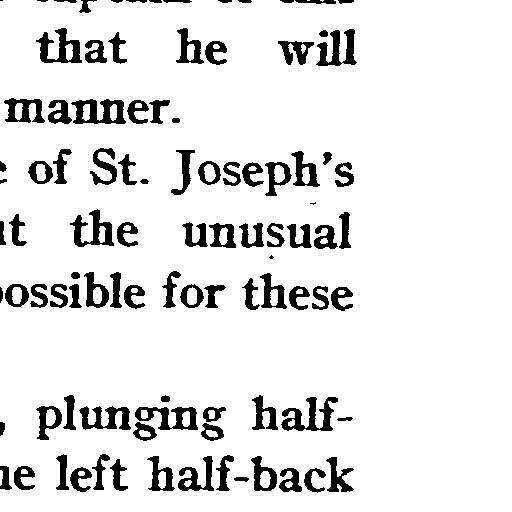 that he will
manner.
of St. Joseph's
the unusual
possible for these
, plunging half-
left half-back